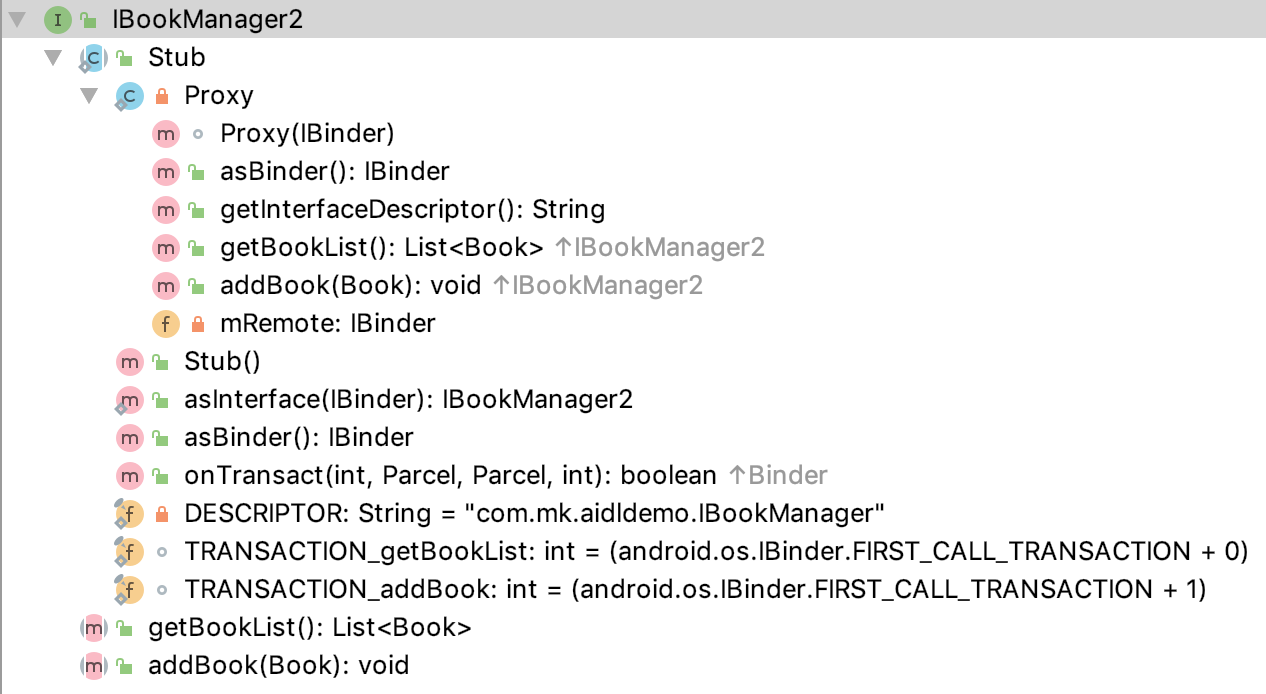 I IBookManager2
C Stub
C Proxy
m Proxy(IBinder)
m asBinder(): IBinder
m getInterfaceDescriptor(): String
m getBookList(): List<Book> ↑IBookManager2
m addBook(Book): void ↑IBookManager2
f mRemote: IBinder
m Stub()
m asInterface(IBinder): IBookManager2
m asBinder(): IBinder
m onTransact(int, Parcel, Parcel, int): boolean ↑Binder
f DESCRIPTOR: String = "com.mk.aidldemo.IBookManager"
f TRANSACTION_getBookList: int = (android.os.IBinder.FIRST_CALL_TRANSACTION + 0)
f TRANSACTION_addBook: int = (android.os.IBinder.FIRST_CALL_TRANSACTION + 1)
m getBookList(): List<Book>
m addBook(Book): void